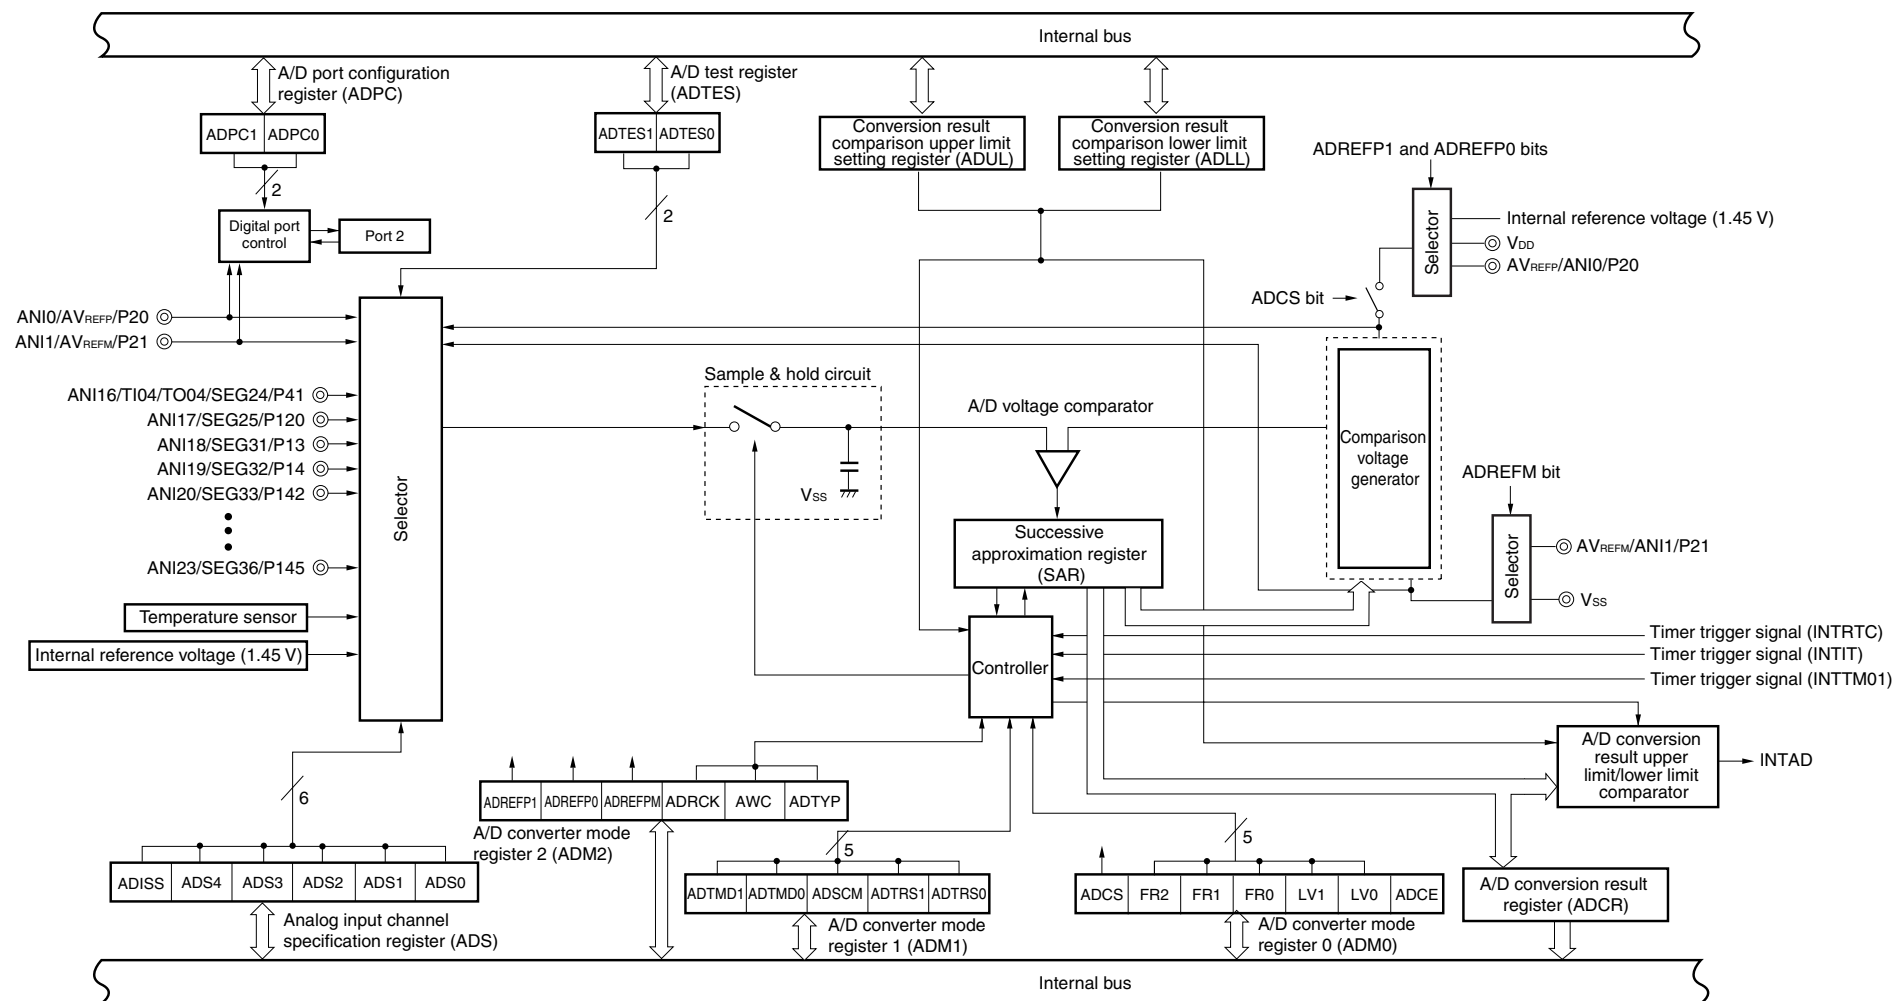 Internal bus
A/D port configuration
register (ADPC)
A/D test register
(ADTES)
ADPC1 ADPC0
ADTES1 ADTES0
Conversion result
comparison upper limit
setting register (ADUL)
Conversion result
comparison lower limit
setting register (ADLL)
ADREFP1 and ADREFP0 bits
2
2
Digital port
control
Port 2
Selector
Internal reference voltage (1.45 V)
VDD
AVREFP/ANI0/P20
ADCS bit
ANI0/AVREFP/P20
ANI1/AVREFM/P21
ANI16/TI04/TO04/SEG24/P41
ANI17/SEG25/P120
ANI18/SEG31/P13
ANI19/SEG32/P14
ANI20/SEG33/P142
ANI23/SEG36/P145
Temperature sensor
Internal reference voltage (1.45 V)
Selector
Sample & hold circuit
VSS
A/D voltage comparator
Comparison
voltage
generator
ADREFM bit
Selector
AVREFM/ANI1/P21
VSS
Successive
approximation register
(SAR)
Controller
Timer trigger signal (INTRTC)
Timer trigger signal (INTIT)
Timer trigger signal (INTTM01)
A/D conversion
result upper
limit/lower limit
comparator
INTAD
6
ADREFP1 ADREFP0 ADREFPM ADRCK AWC ADTYP
A/D converter mode
register 2 (ADM2)
5
5
ADISS ADS4 ADS3 ADS2 ADS1 ADS0
Analog input channel
specification register (ADS)
ADTMD1 ADTMD0 ADSCM ADTRS1 ADTRS0
A/D converter mode
register 1 (ADM1)
ADCS FR2 FR1 FR0 LV1 LV0 ADCE
A/D converter mode
register 0 (ADM0)
A/D conversion result
register (ADCR)
Internal bus